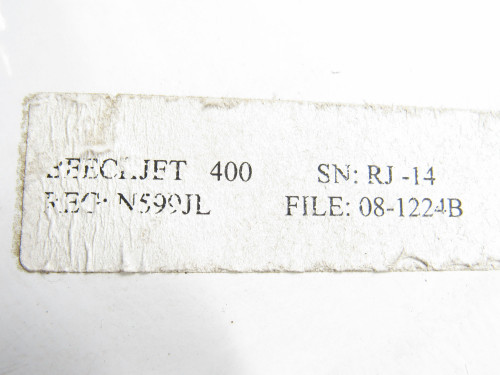 BEECHJET 400 SN: RJ -14
REG: N599JL FILE: 08-1224B